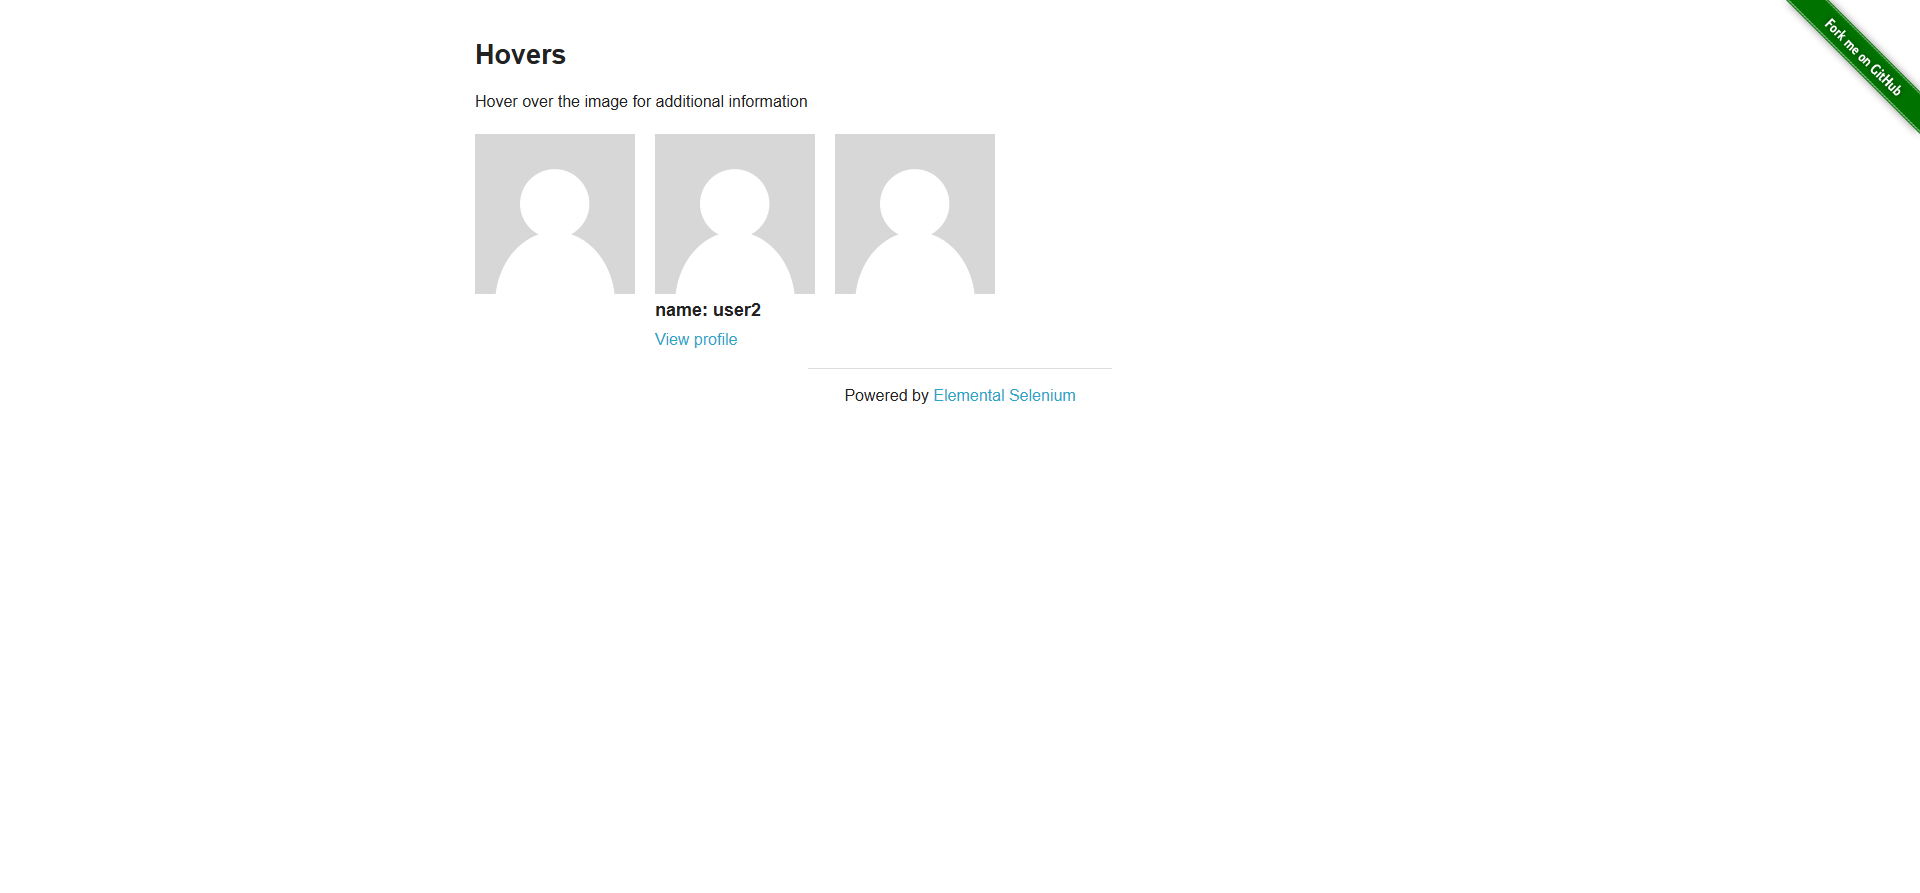 Fork me on GitHub
Hovers
Hover over the image for additional information
name: user2
View profile
Powered by Elemental Selenium